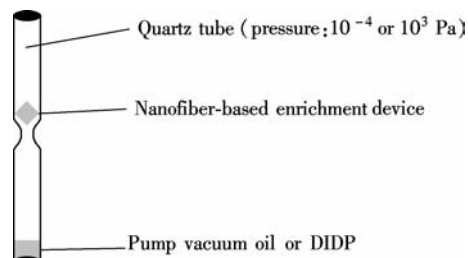 Quartz tube (pressure:10⁻⁴ or 10³ Pa)
Nanofiber-based enrichment device
Pump vacuum oil or DIDP